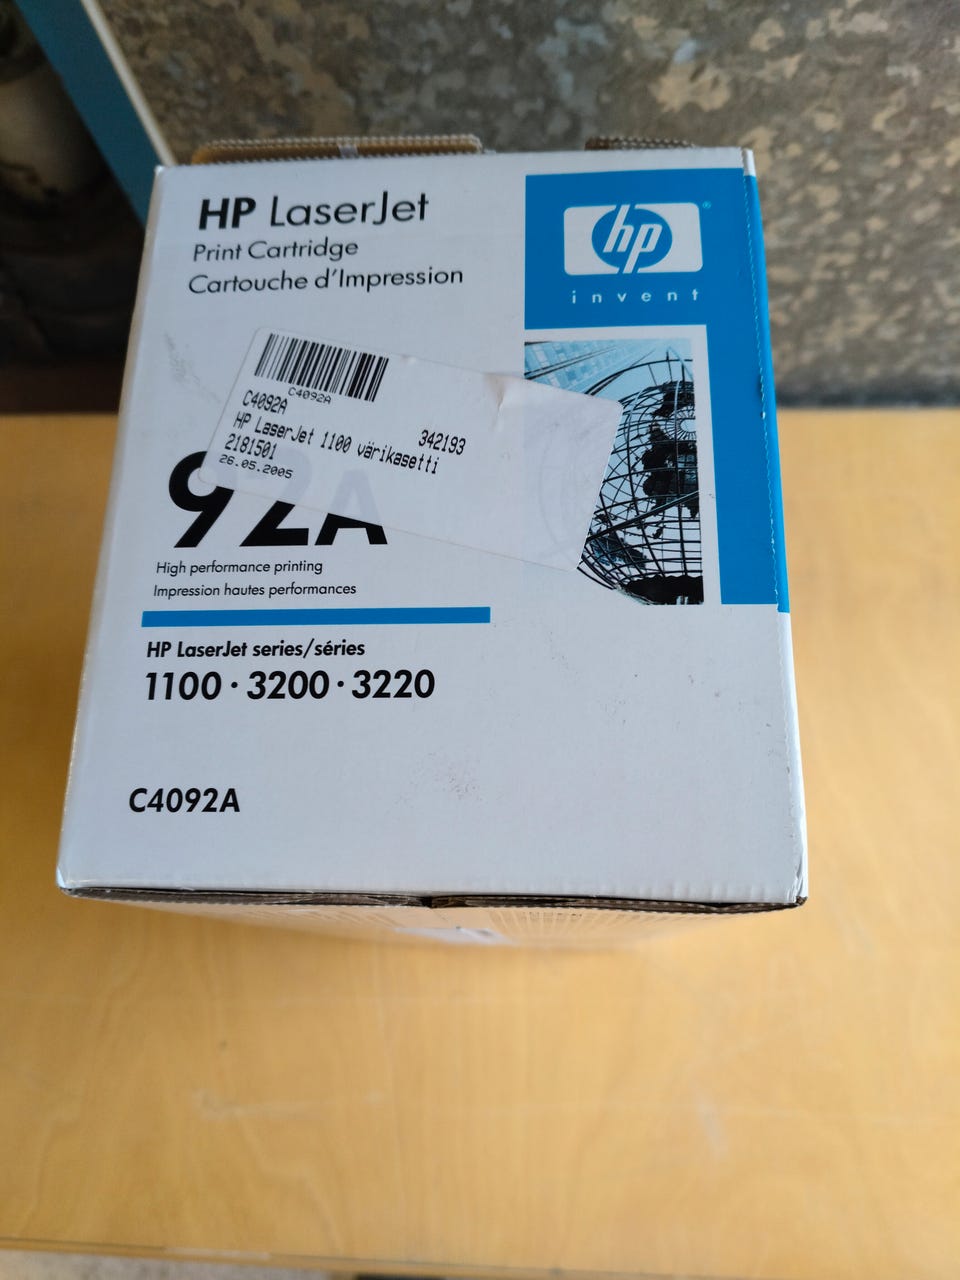 HP LaserJet
Print Cartridge
Cartouche d'Impression
hp
®
invent
C4092A
C4092A
342193
HP LaserJet 1100 värikasetti
2181501
26.05.2005
92A
High performance printing
Impression hautes performances
HP LaserJet series/séries
1100 · 3200 · 3220
C4092A